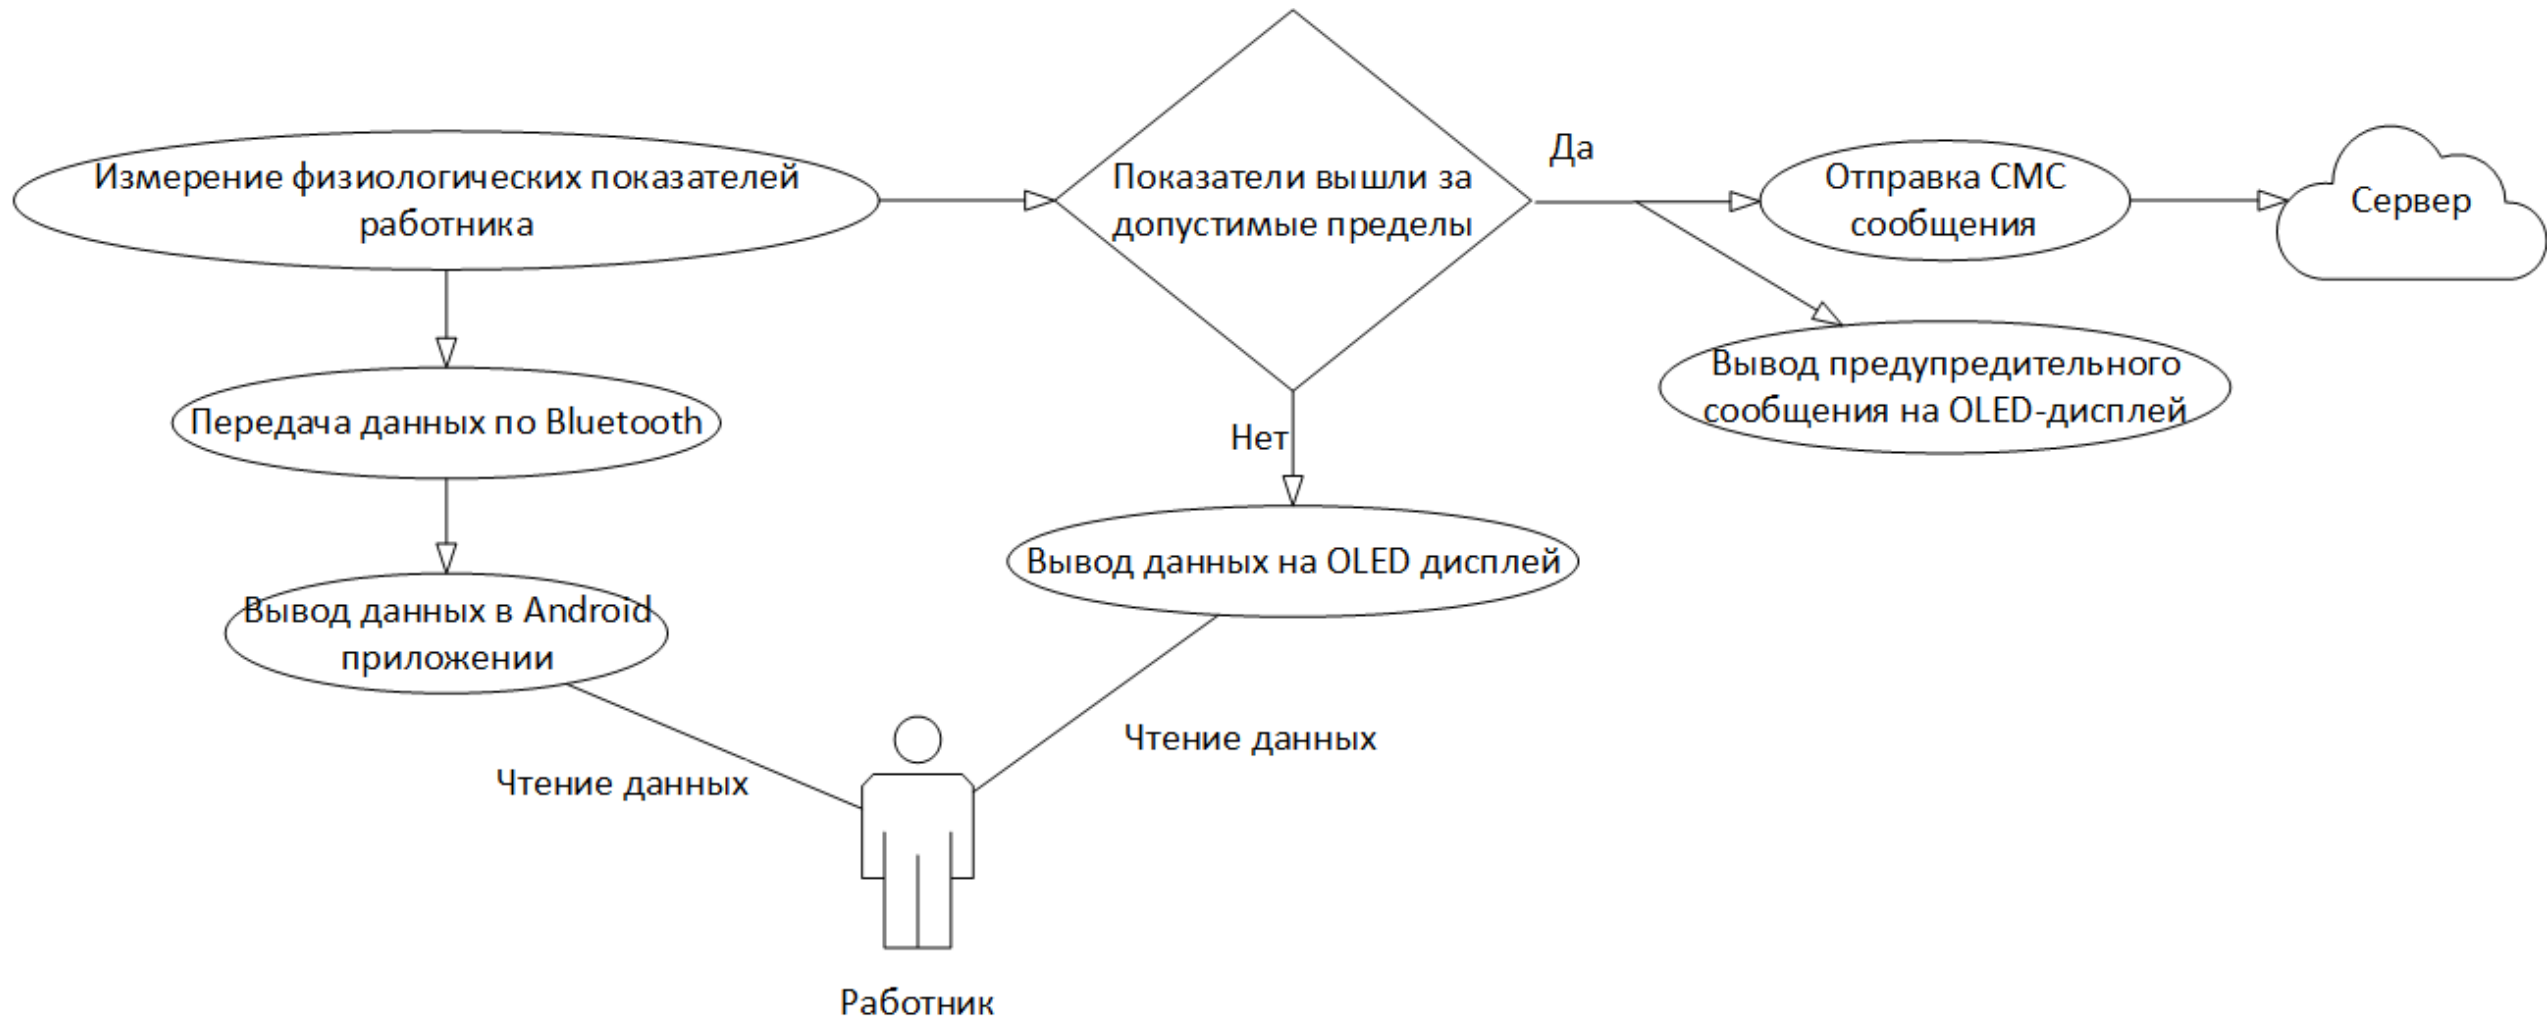 Измерение физиологических показателей
работника
Показатели вышли за
допустимые пределы
Да
Отправка СМС
сообщения
Сервер
Вывод предупредительного
сообщения на OLED-дисплей
Передача данных по Bluetooth
Нет
Вывод данных на OLED дисплей
Вывод данных в Android
приложении
Чтение данных
Чтение данных
Работник